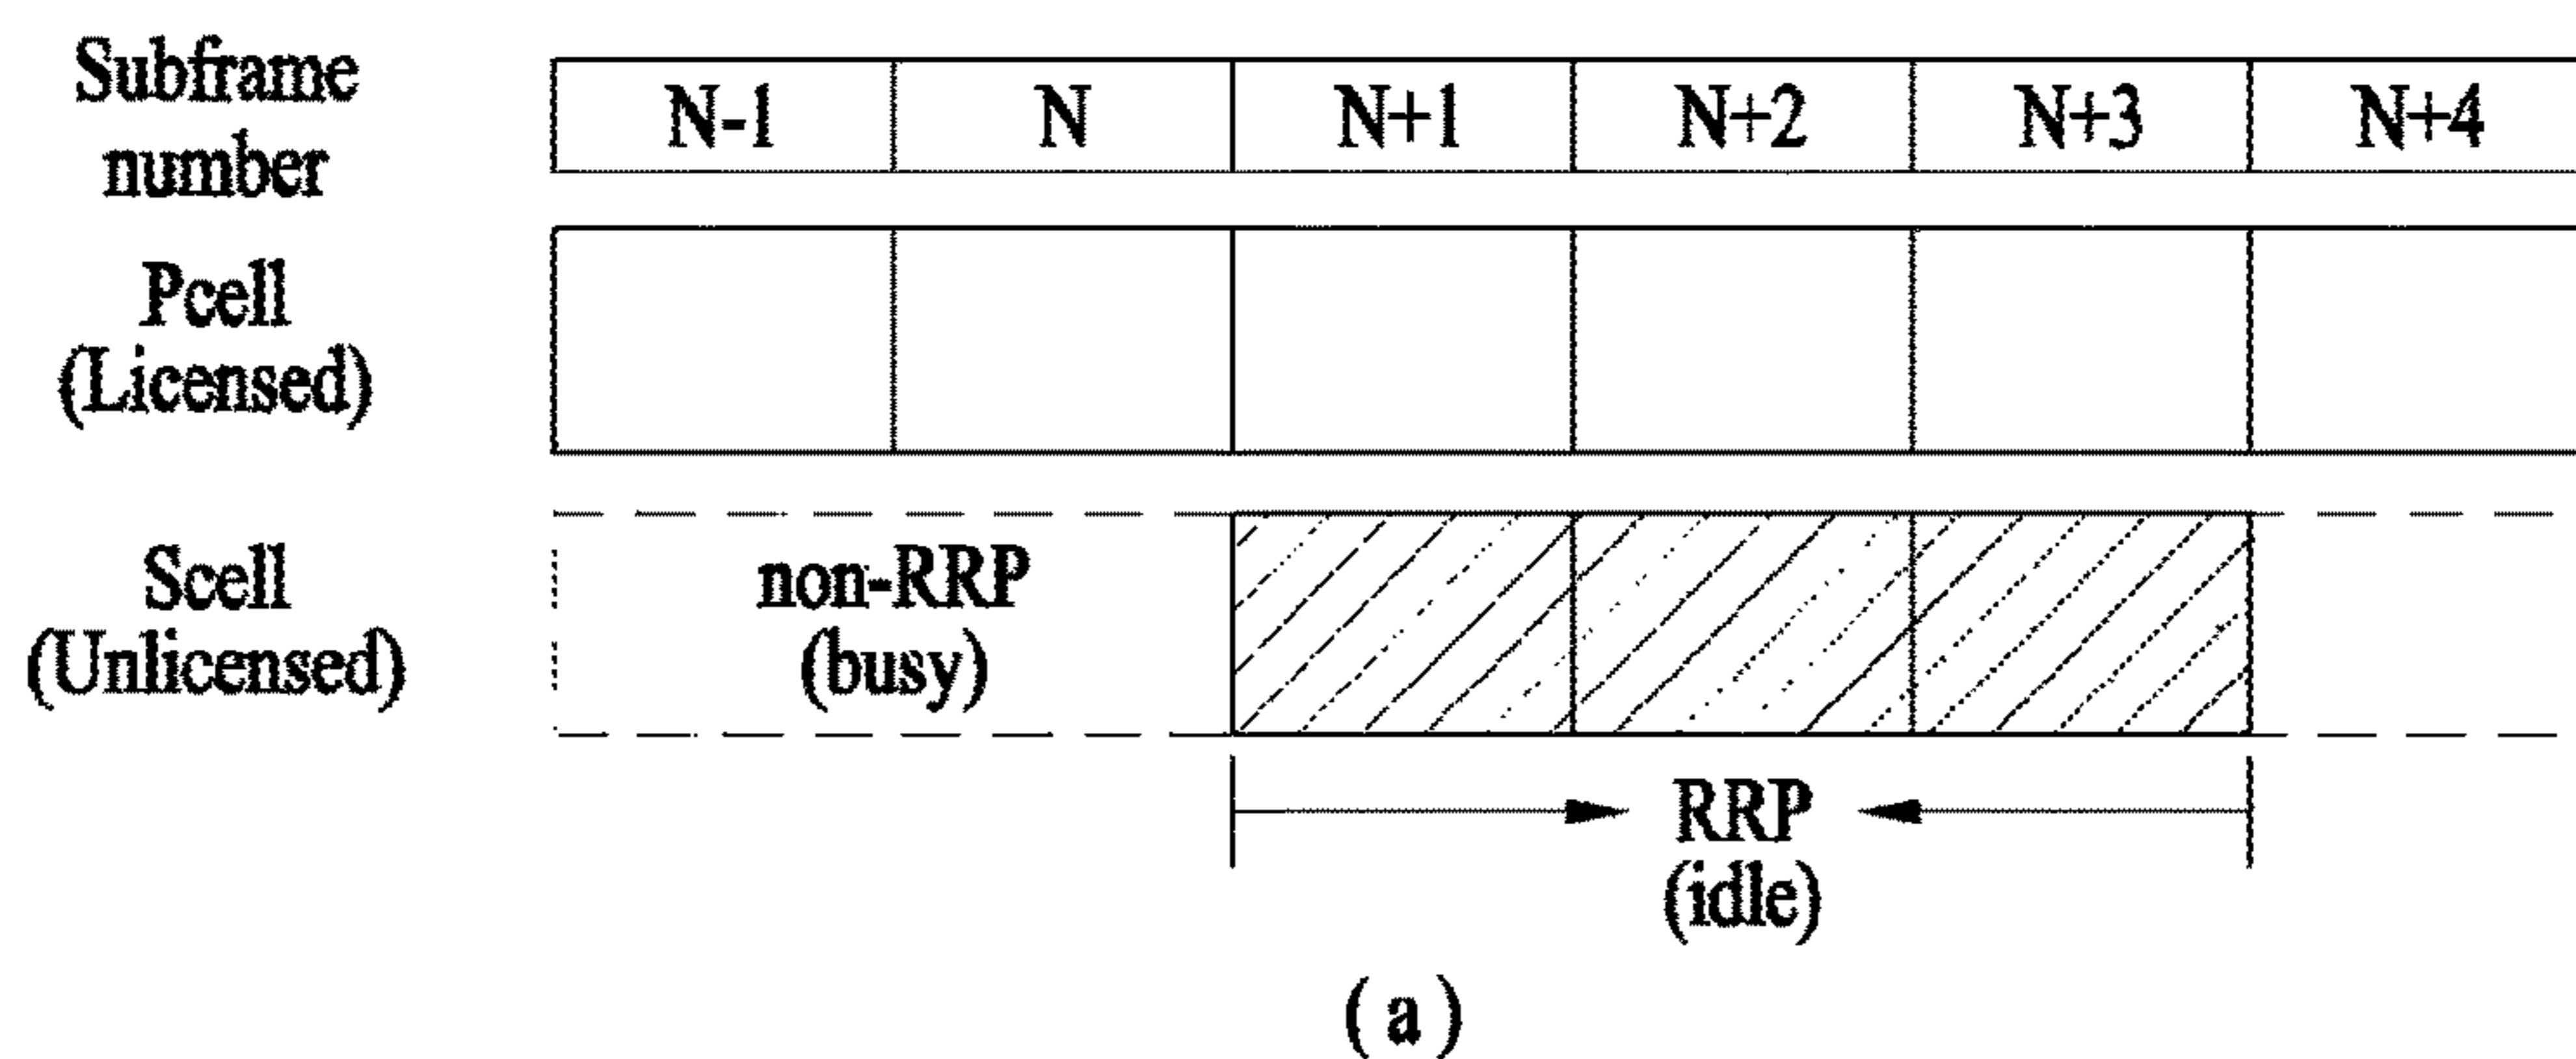 Subframe
number
N-1 N N+1 N+2 N+3 N+4
Pcell
(Licensed)
Scell
(Unlicensed)
non-RRP
(busy)
RRP
(idle)
( a )